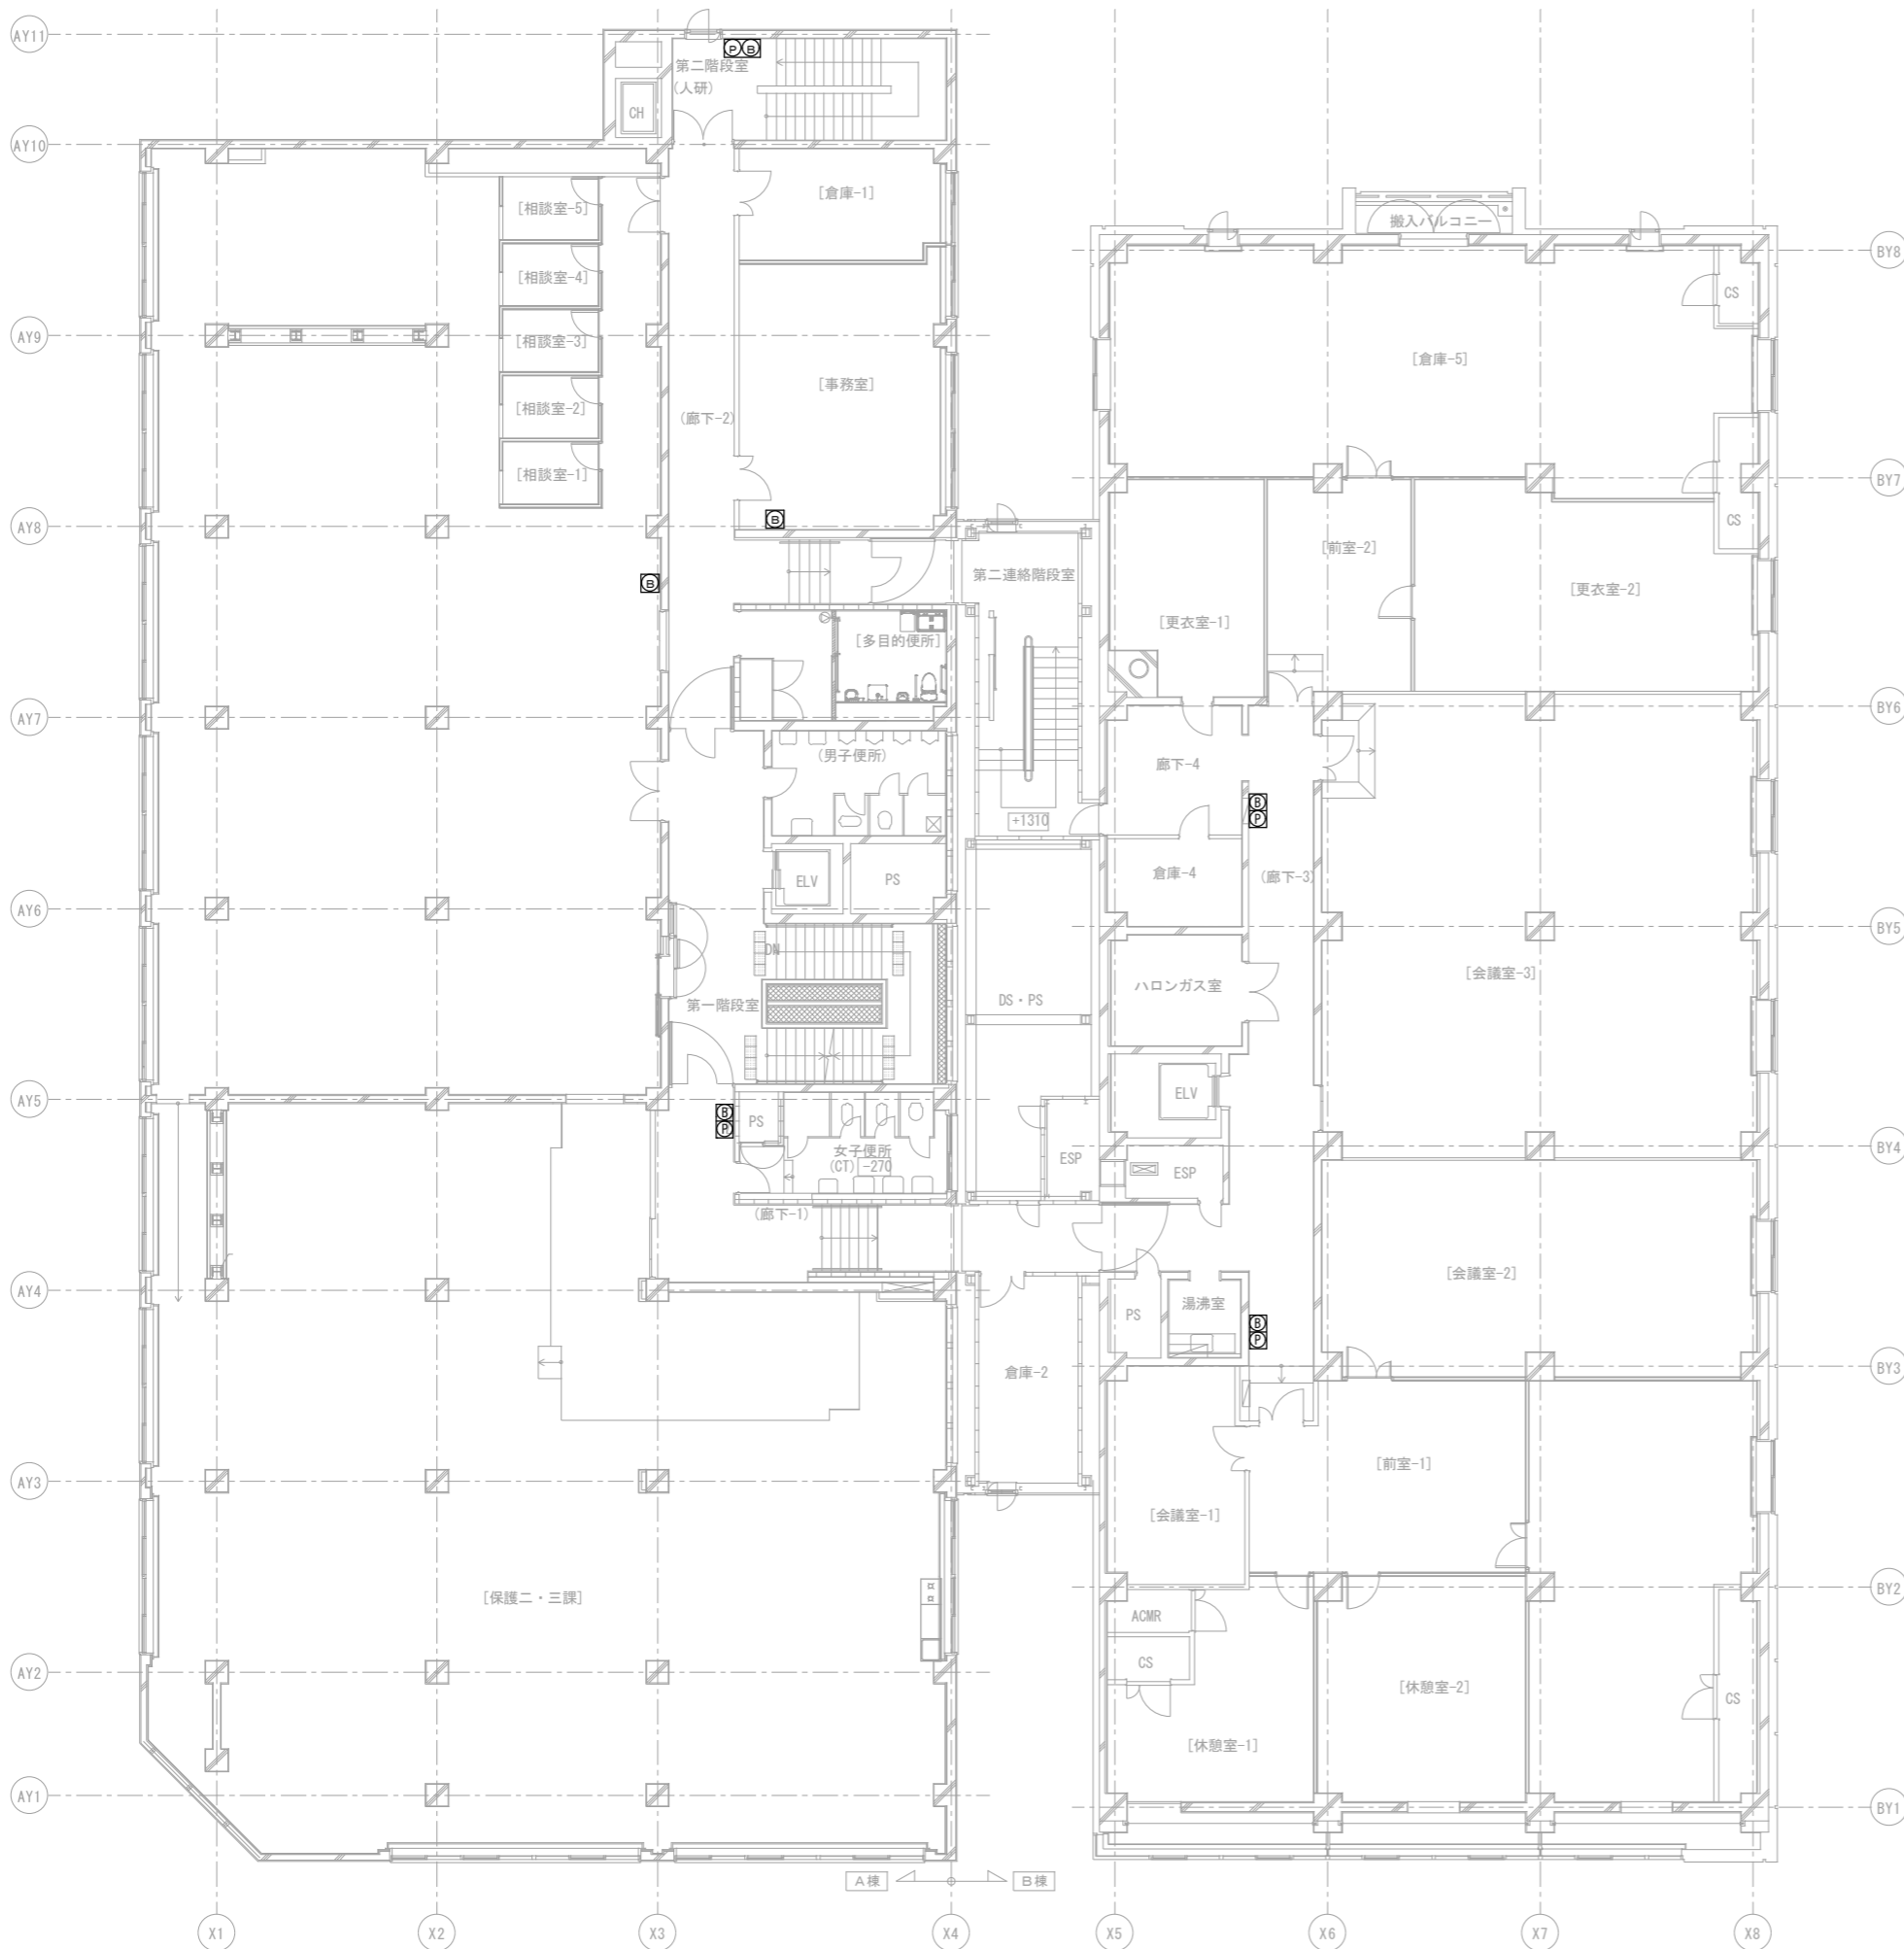 AY11
Ⓟ Ⓑ
第二階段室
(人研)
CH
AY10
[倉庫-1]
[相談室-5]
搬入バルコニー
[相談室-4]
BY8
CS
AY9
[相談室-3]
[事務室]
[倉庫-5]
[相談室-2]
(廊下-2)
[相談室-1]
BY7
AY8
Ⓑ
CS
[前室-2]
第二連絡階段室
Ⓑ
[更衣室-2]
[更衣室-1]
[多目的便所]
AY7
BY6
(男子便所)
廊下-4
Ⓑ
Ⓟ
+1310
ELV
PS
倉庫-4
(廊下-3)
AY6
BY5
DN
[会議室-3]
ハロンガス室
第一階段室
DS・PS
ELV
AY5
Ⓑ
Ⓟ
PS
BY4
女子便所
(CT) -270
ESP
ESP
(廊下-1)
[会議室-2]
AY4
湯沸室
PS
Ⓑ
Ⓟ
倉庫-2
BY3
[前室-1]
AY3
[会議室-1]
[保護二・三課]
BY2
ACMR
CS
AY2
[休憩室-2]
CS
[休憩室-1]
AY1
BY1
A棟
B棟
X1
X2
X3
X4
X5
X6
X7
X8